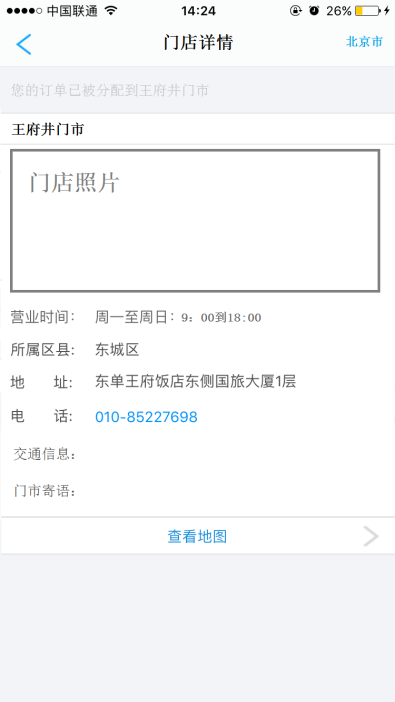 中国联通 14:24 26%
门店详情 北京市
您的订单已被分配到王府井门市
王府井门市
门店照片
营业时间： 周一至周日：9：00到18:00
所属区县： 东城区
地 址： 东单王府饭店东侧国旅大厦1层
电 话： 010-85227698
交通信息：
门市寄语：
查看地图